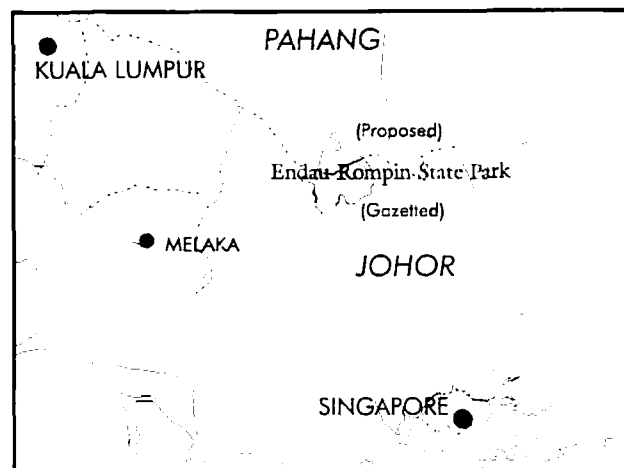 PAHANG
KUALA LUMPUR
(Proposed)
Endau-Rompin State Park
(Gazetted)
MELAKA
JOHOR
SINGAPORE